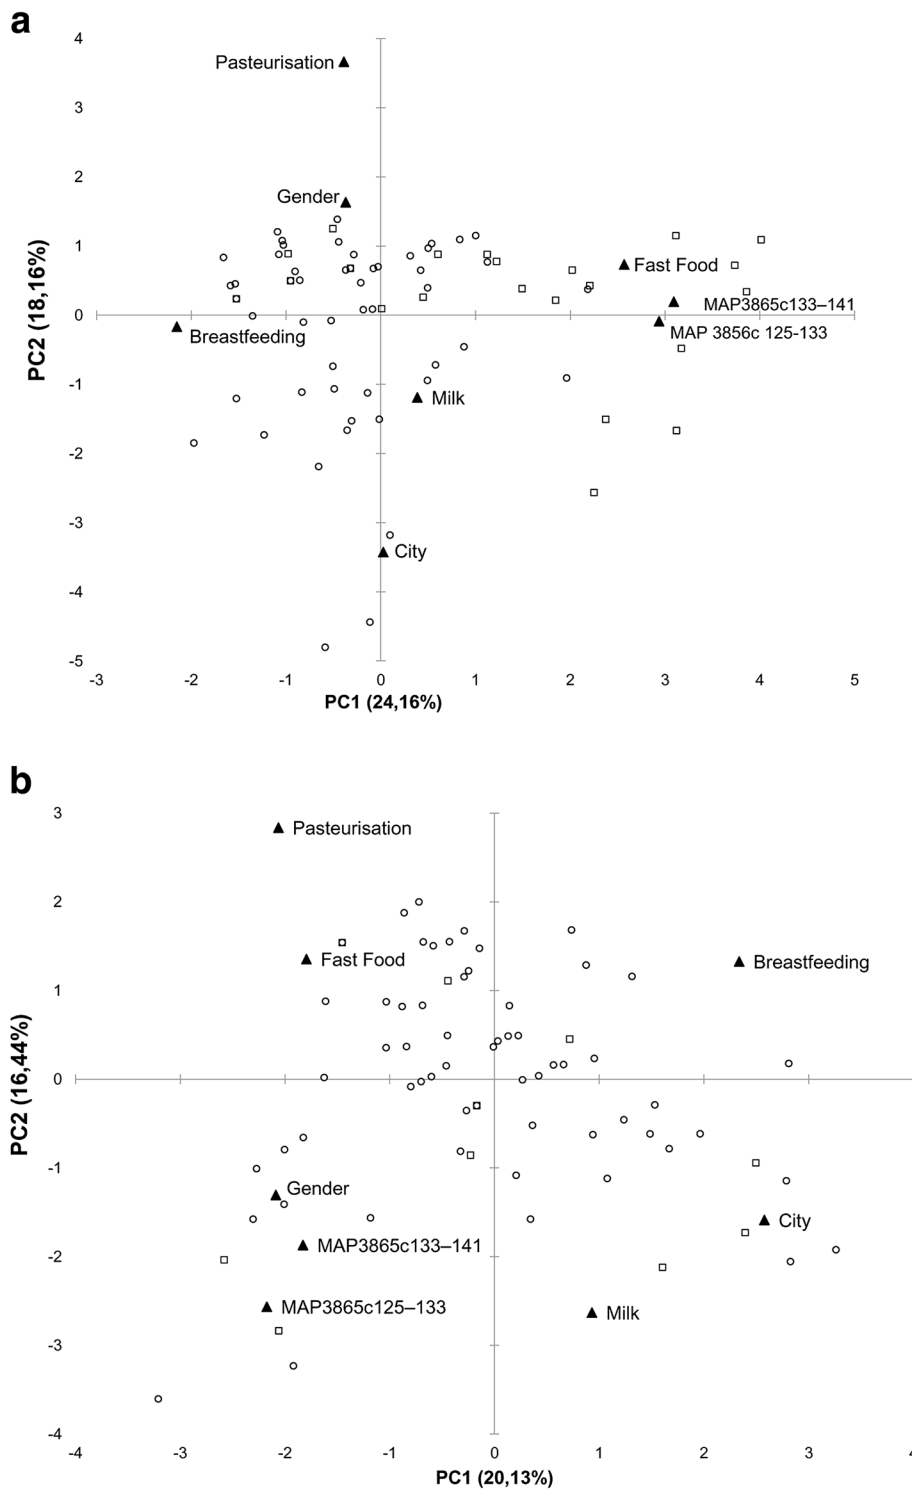 a
4
Pasteurisation
3
2
Gender
1
Fast Food
MAP3865c133–141
0
MAP 3856c 125-133
Breastfeeding
PC2 (18,16%)
-1
Milk
-2
-3
City
-4
-5
-3 -2 -1 0 1 2 3 4 5
PC1 (24,16%)
b
3
Pasteurisation
2
Fast Food
Breastfeeding
1
PC2 (16,44%)
0
-1
Gender
City
MAP3865c133–141
-2
MAP3865c125–133
Milk
-3
-4
-4 -3 -2 -1 0 1 2 3
PC1 (20,13%)